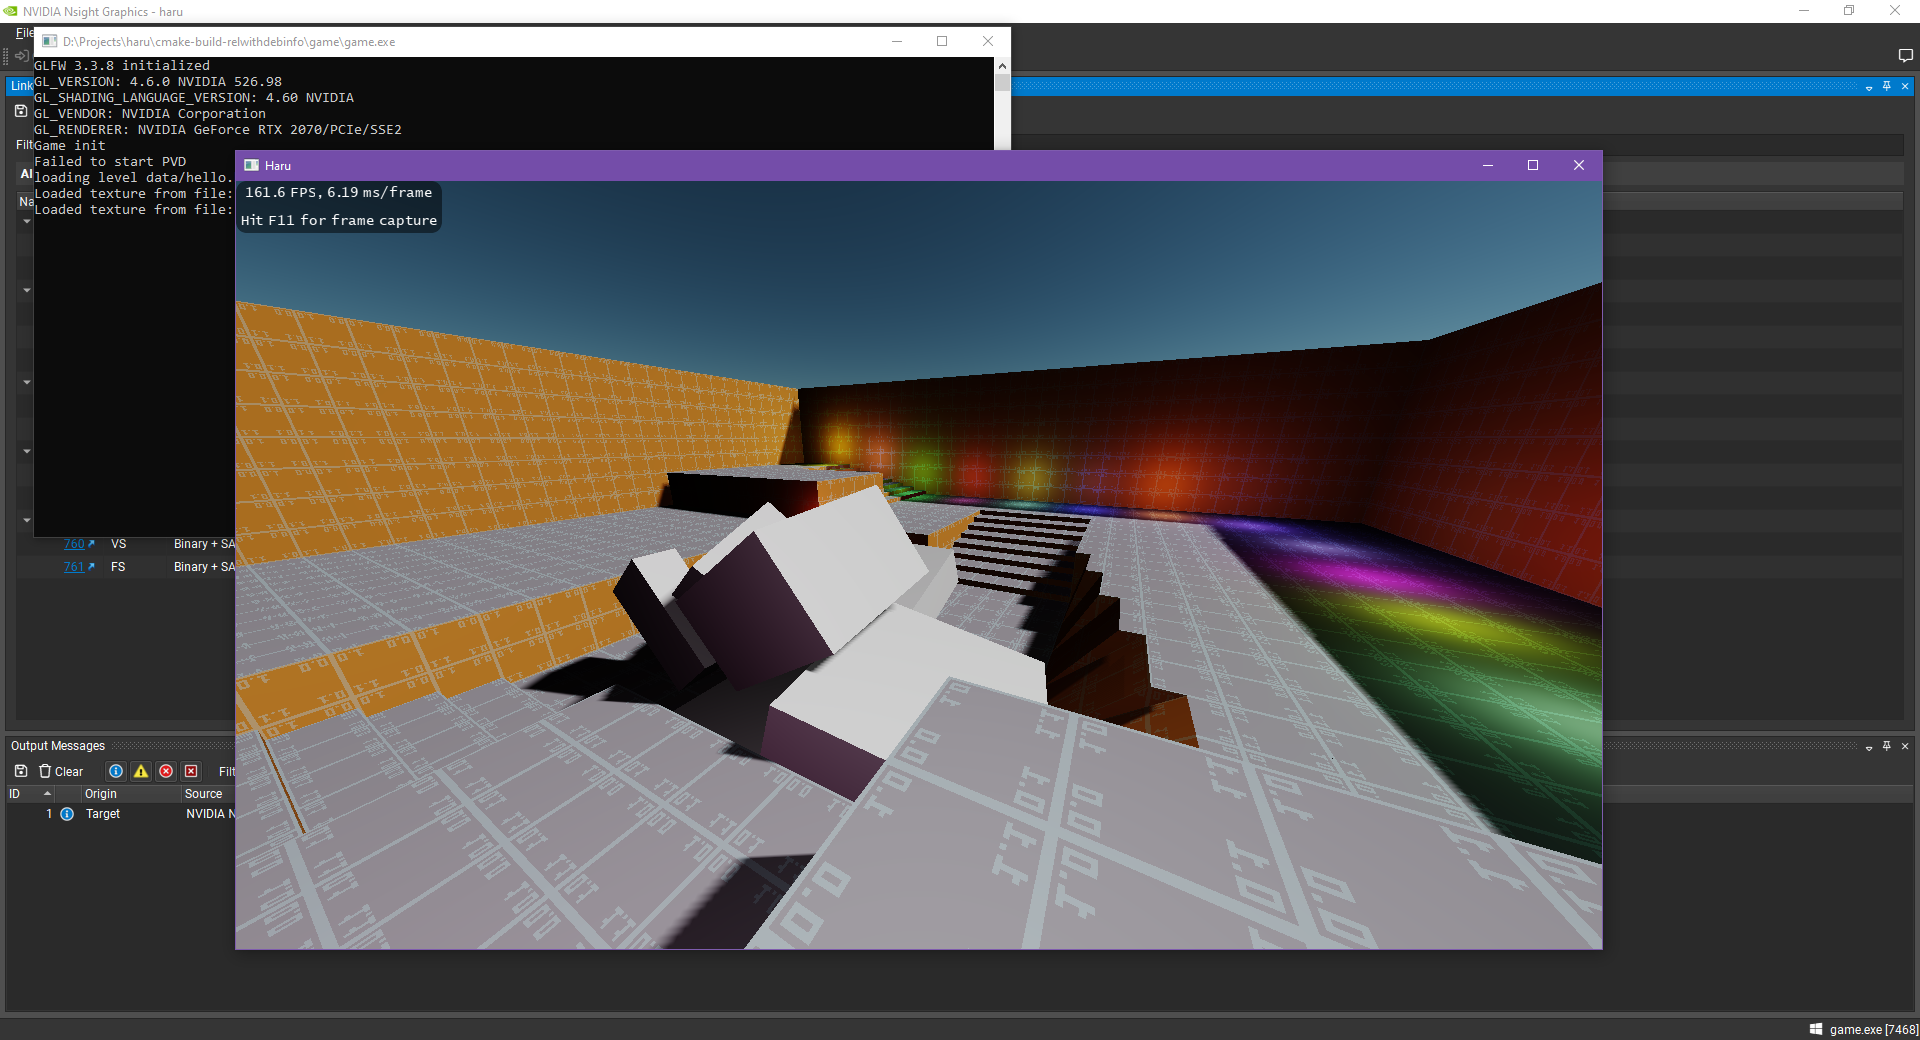 NVIDIA Nsight Graphics - haru
File
D:\Projects\haru\cmake-build-relwithdebinfo\game\game.exe
GLFW 3.3.8 initialized
GL_VERSION: 4.6.0 NVIDIA 526.98
GL_SHADING_LANGUAGE_VERSION: 4.60 NVIDIA
GL_VENDOR: NVIDIA Corporation
GL_RENDERER: NVIDIA GeForce RTX 2070/PCIe/SSE2
Game init
Failed to start PVD
loading level data/hello.
Loaded texture from file:
Loaded texture from file:
Link
Filt
Al
Na
760 VS Binary + SA
761 FS Binary + SA
Haru
161.6 FPS, 6.19 ms/frame
Hit F11 for frame capture
Output Messages
Clear
Filt
ID Origin Source
1 Target NVIDIA N
game.exe [7468]